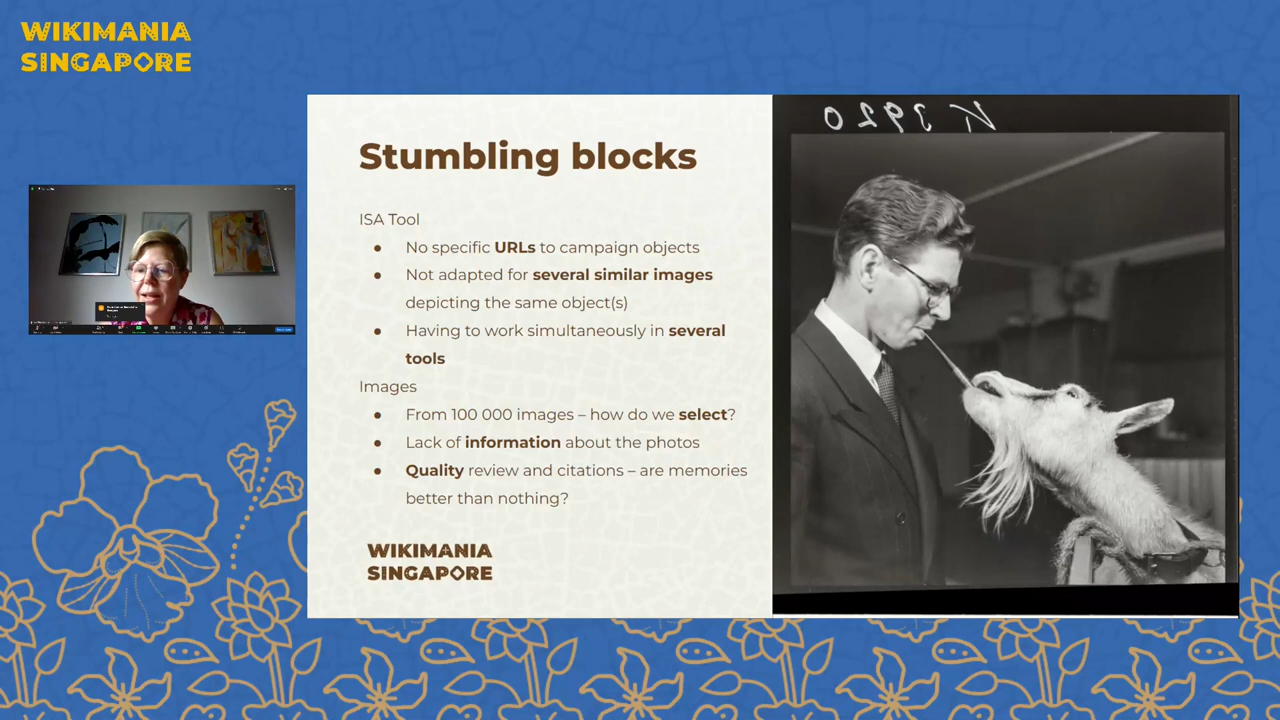 WIKIMANIA
SINGAPORE
Stumbling blocks
ISA Tool
● No specific URLs to campaign objects
● Not adapted for several similar images
depicting the same object(s)
● Having to work simultaneously in several
tools
Images
● From 100 000 images – how do we select?
● Lack of information about the photos
● Quality review and citations – are memories
better than nothing?
WIKIMANIA
SINGAPORE
K 3920